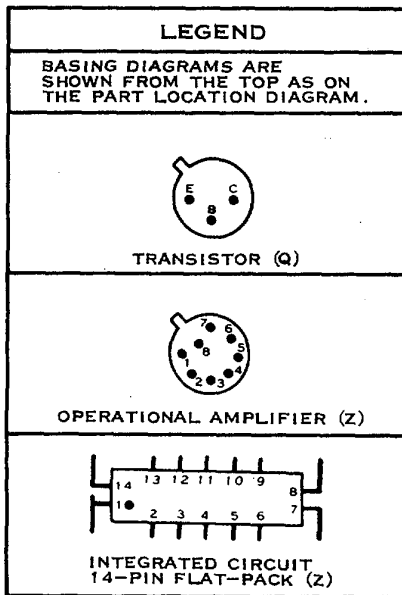 LEGEND
BASING DIAGRAMS ARE
SHOWN FROM THE TOP AS ON
THE PART LOCATION DIAGRAM.
E C
B
TRANSISTOR (Q)
7
6
8 5
1
2 3 4
OPERATIONAL AMPLIFIER (Z)
14 13 12 11 10 9 8
1 2 3 4 5 6 7
INTEGRATED CIRCUIT
14-PIN FLAT-PACK (Z)